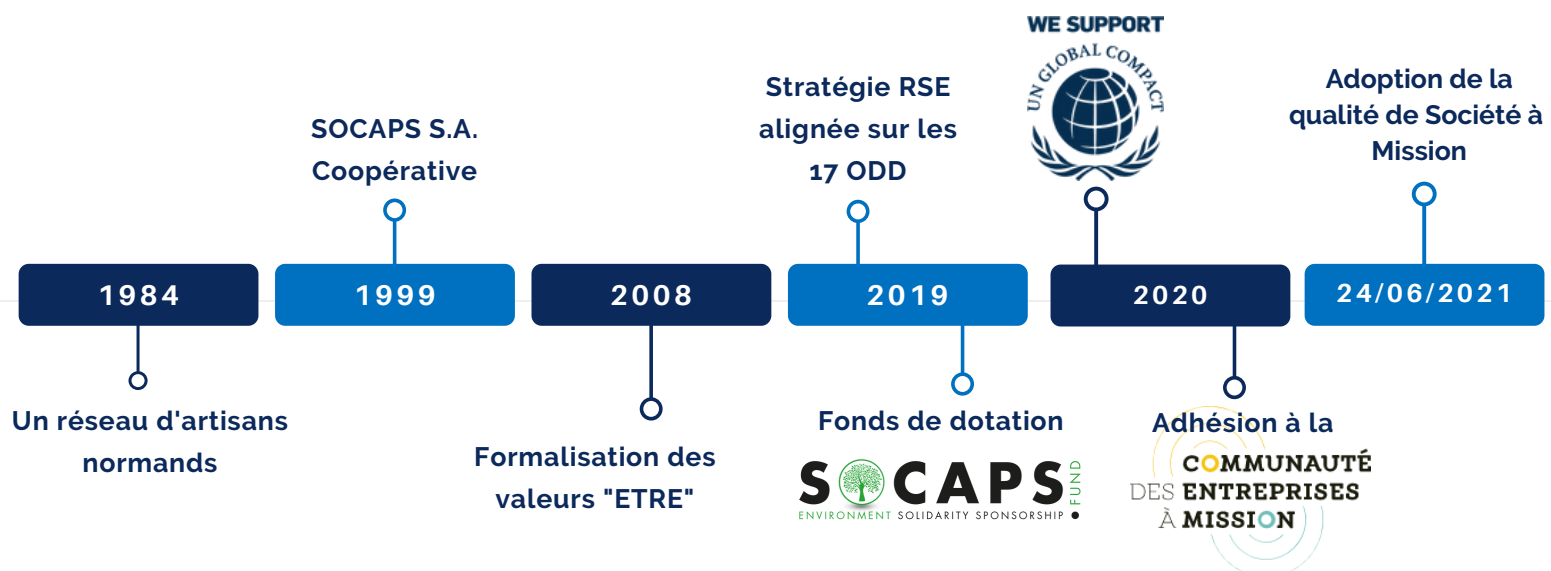 WE SUPPORT
UN GLOBAL COMPACT
Stratégie RSE
alignée sur les
17 ODD
Adoption de la
qualité de Société à
Mission
SOCAPS S.A.
Coopérative
1984
1999
2008
2019
2020
24/06/2021
Un réseau d'artisans
normands
Formalisation des
valeurs "ETRE"
Fonds de dotation
SOCAPS
FUND
ENVIRONMENT SOLIDARITY SPONSORSHIP
Adhésion à la
COMMUNAUTÉ
DES ENTREPRISES
À MISSION